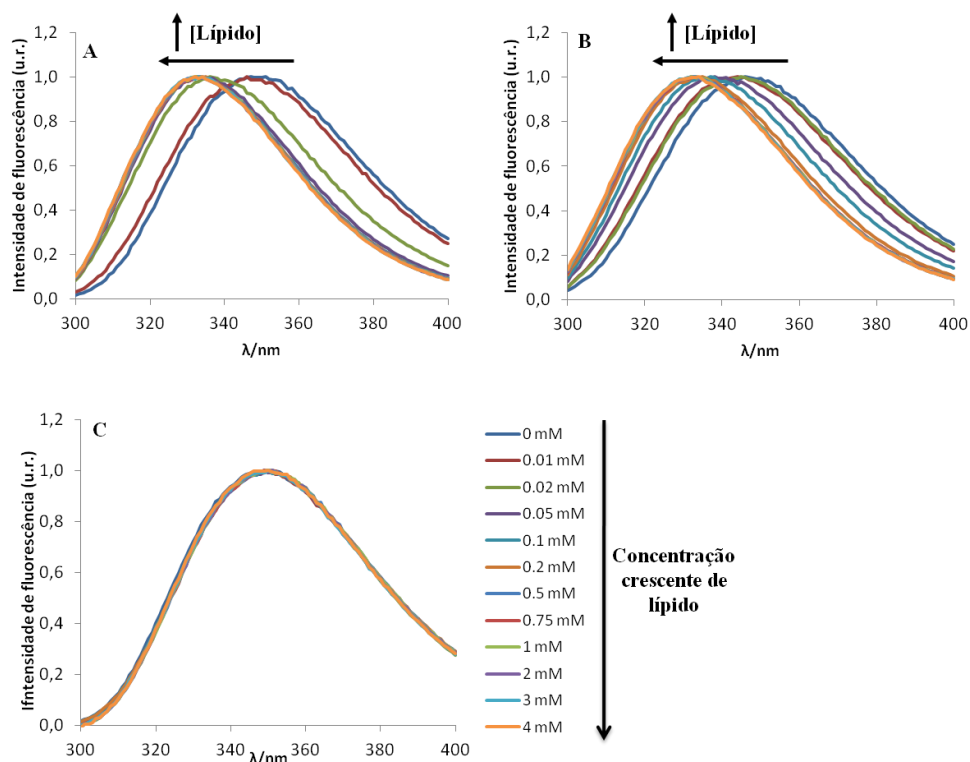 A
[Lípido]
Intensidade de fluorescência (u.r.)
1,2
1,0
0,8
0,6
0,4
0,2
0,0
300 320 340 360 380 400
λ/nm
B
[Lípido]
Intensidade de fluorescência (u.r.)
1,2
1,0
0,8
0,6
0,4
0,2
0,0
300 320 340 360 380 400
λ/nm
C
Ifntensidade de fluorescência (u.r.)
1,2
1,0
0,8
0,6
0,4
0,2
0,0
300 320 340 360 380 400
λ/nm
0 mM
0.01 mM
0.02 mM
0.05 mM
0.1 mM
0.2 mM
0.5 mM
0.75 mM
1 mM
2 mM
3 mM
4 mM
Concentração
crescente de
lípido